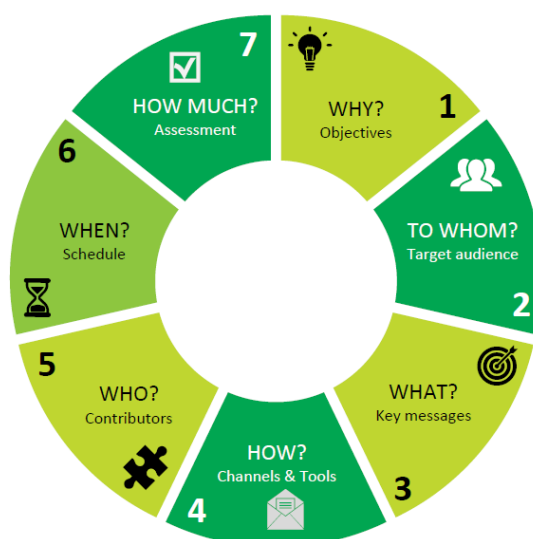 1
WHY?
Objectives
TO WHOM?
Target audience
2
WHAT?
Key messages
3
HOW?
Channels & Tools
4
5
WHO?
Contributors
6
WHEN?
Schedule
7
HOW MUCH?
Assessment